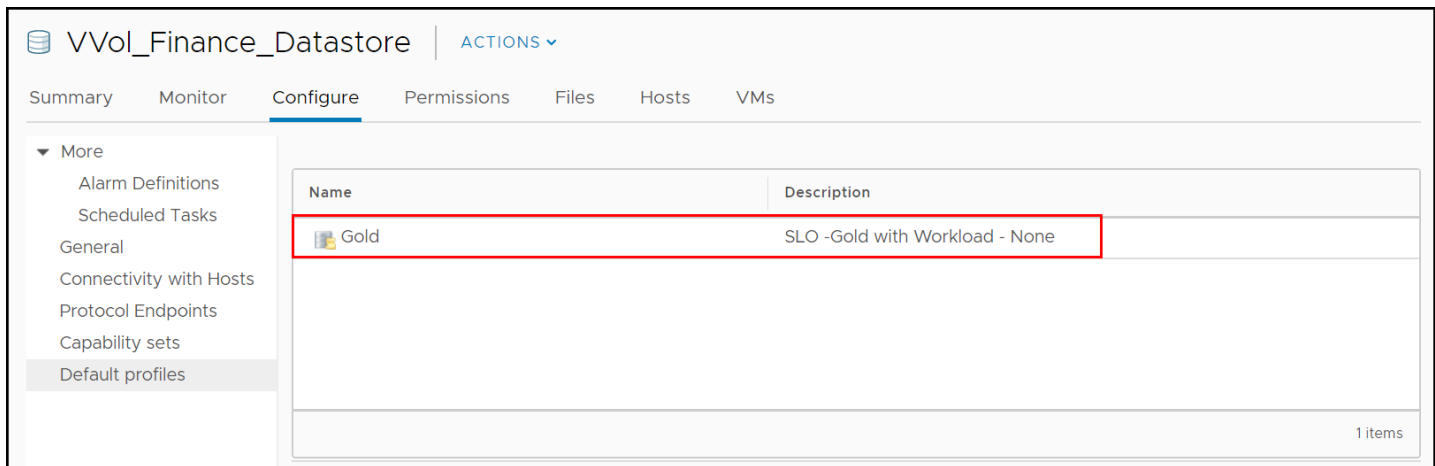 VVol_Finance_Datastore ACTIONS
Summary Monitor Configure Permissions Files Hosts VMs
More
Alarm Definitions
Scheduled Tasks
General
Connectivity with Hosts
Protocol Endpoints
Capability sets
Default profiles
Name Description
Gold SLO -Gold with Workload - None
1 items